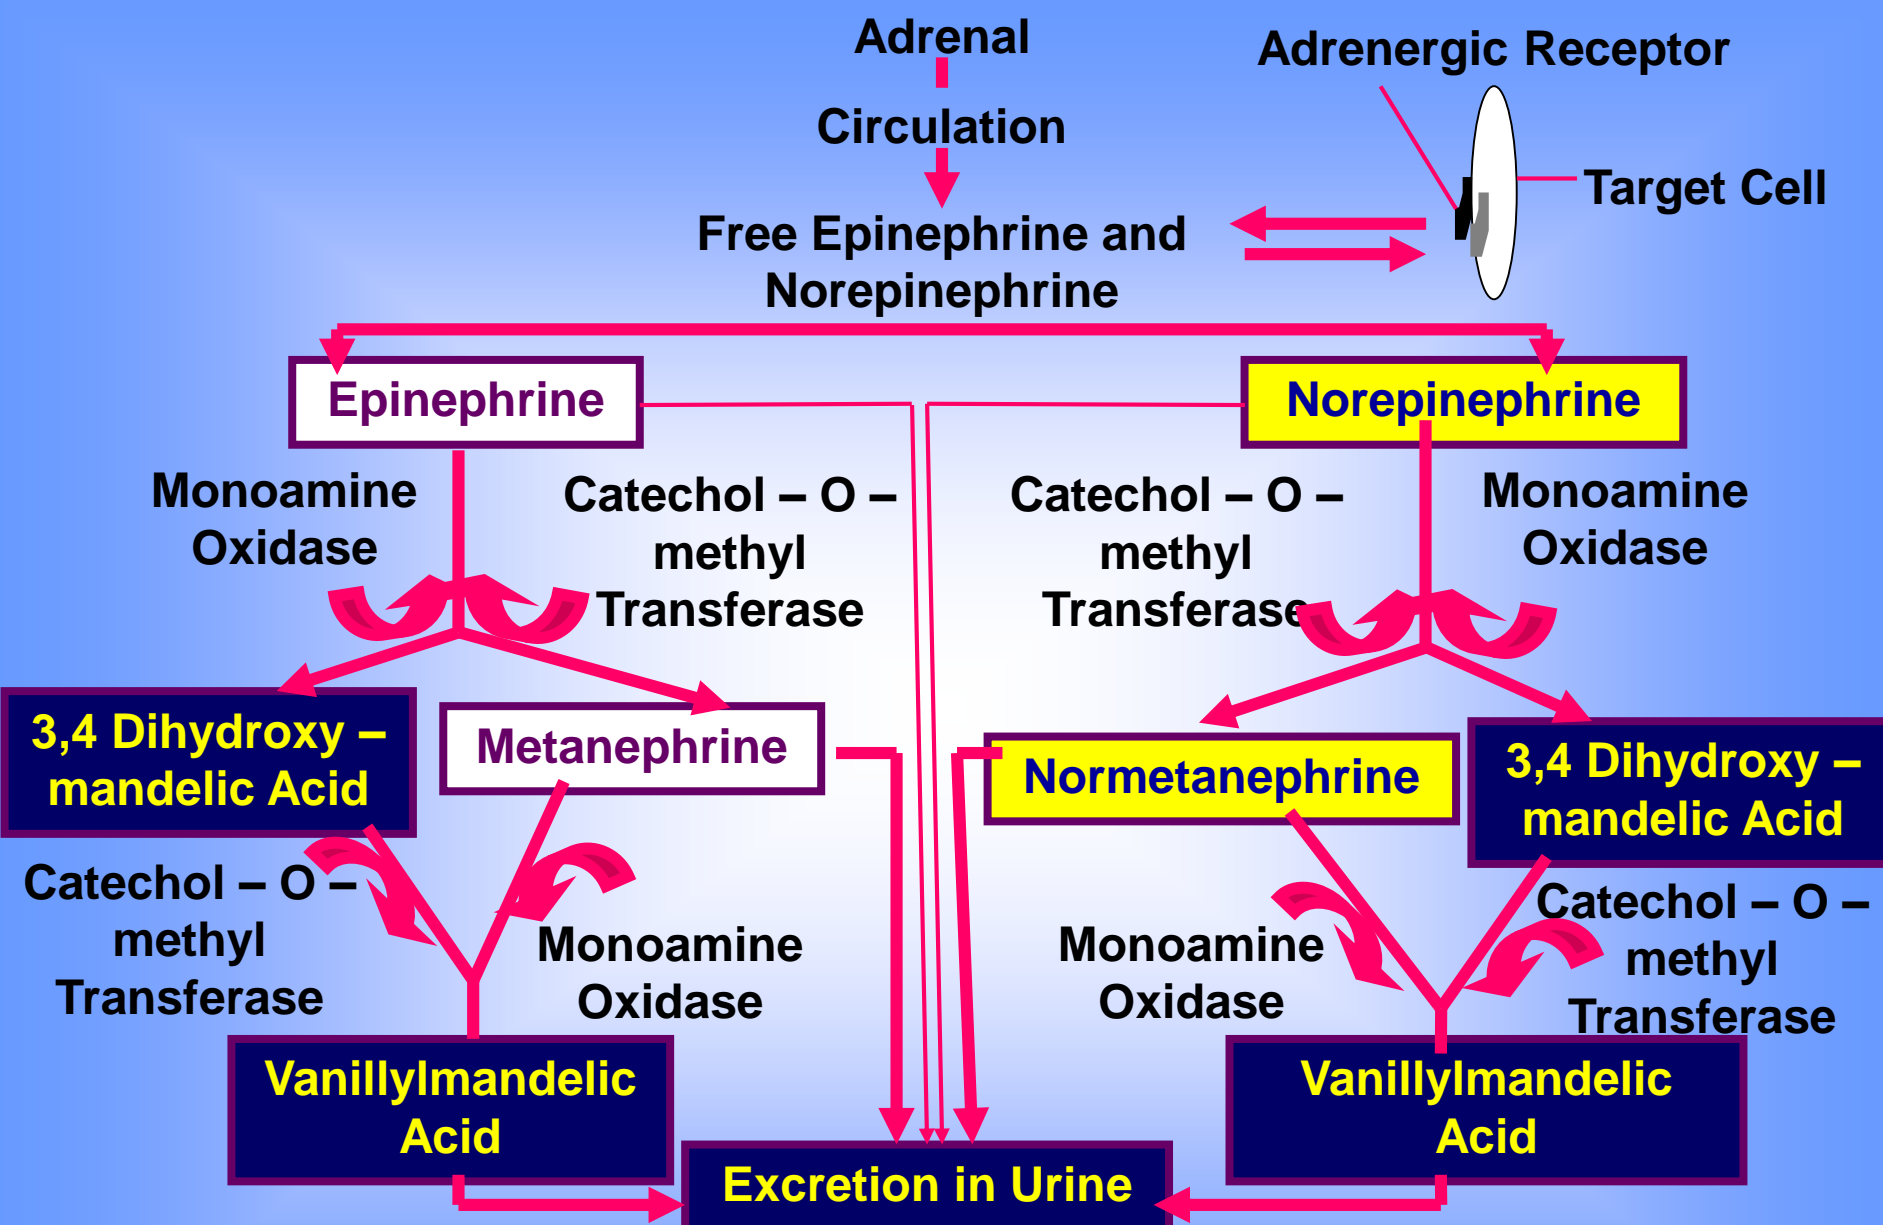 Adrenal
Adrenergic Receptor
Circulation
Target Cell
Free Epinephrine and
Norepinephrine
Epinephrine
Norepinephrine
Monoamine
Oxidase
Catechol – O –
methyl
Transferase
Catechol – O –
methyl
Transferase
Monoamine
Oxidase
3,4 Dihydroxy –
mandelic Acid
Metanephrine
Normetanephrine
3,4 Dihydroxy –
mandelic Acid
Catechol – O –
methyl
Transferase
Monoamine
Oxidase
Monoamine
Oxidase
Catechol – O –
methyl
Transferase
Vanillylmandelic
Acid
Vanillylmandelic
Acid
Excretion in Urine